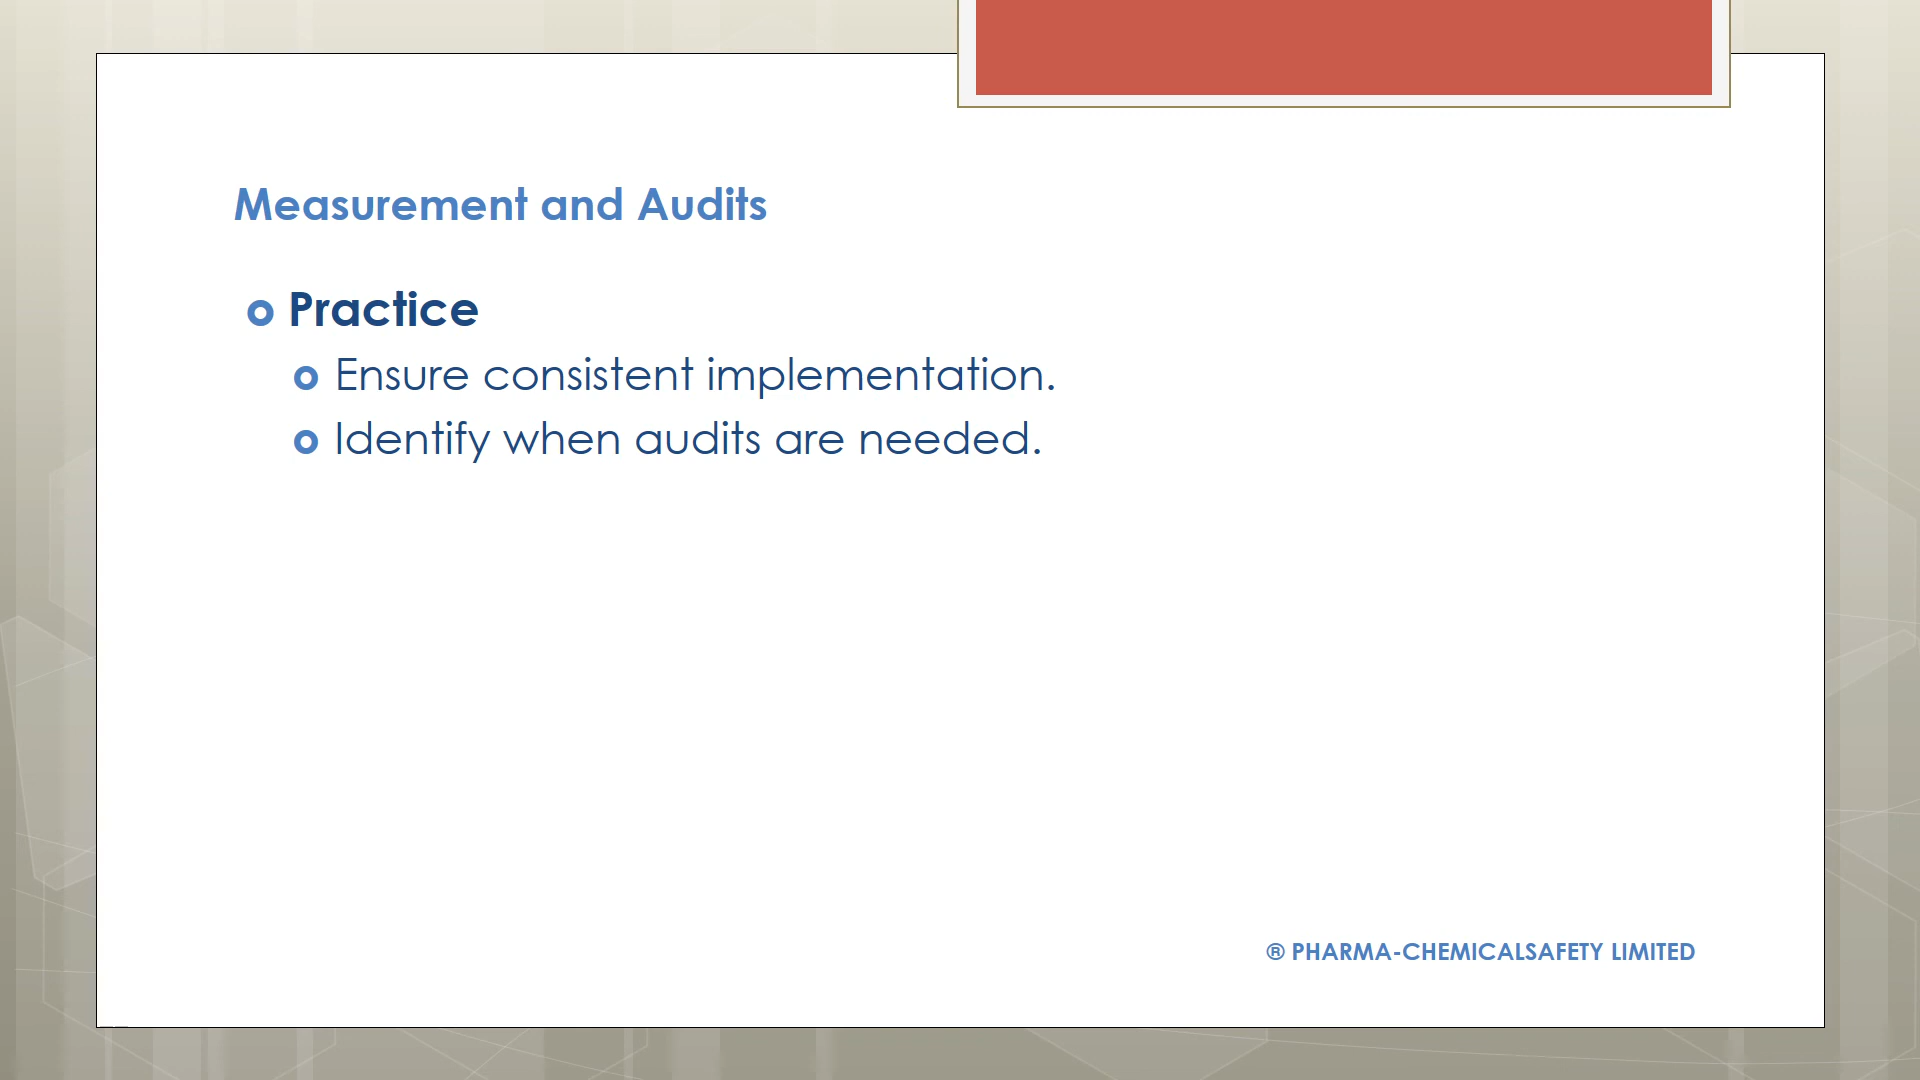 Measurement and Audits
Practice
Ensure consistent implementation.
Identify when audits are needed.
® PHARMA-CHEMICALSAFETY LIMITED